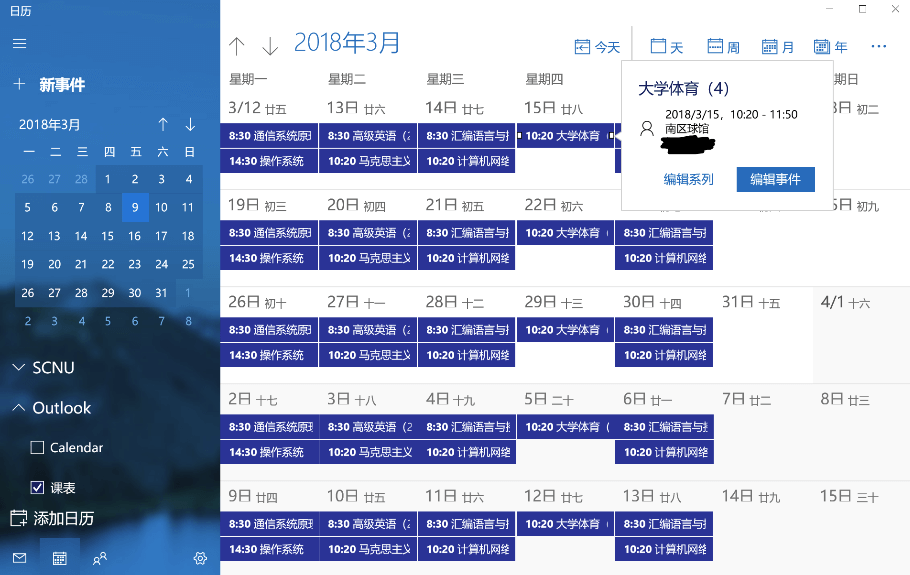 日历
新事件
2018年3月
一 二 三 四 五 六 日
26 27 28 1 2 3 4
5 6 7 8 9 10 11
12 13 14 15 16 17 18
19 20 21 22 23 24 25
26 27 28 29 30 31 1
2 3 4 5 6 7 8
SCNU
Outlook
Calendar
课表
添加日历
2018年3月
今天 天 周 月 年
星期一 星期二 星期三 星期四 期日
3/12 廿五 13日 廿六 14日 廿七 15日 廿八 初二
8:30 通信系统原 8:30 高级英语 8:30 汇编语言与 10:20 大学体育
14:30 操作系统 10:20 马克思主义 10:20 计算机网络
大学体育（4）
2018/3/15，10:20 - 11:50
南区球馆
编辑系列 编辑事件
19日 初三 20日 初四 21日 初五 22日 初六 初九
8:30 通信系统原 8:30 高级英语 8:30 汇编语言与 10:20 大学体育 8:30 汇编语言与
14:30 操作系统 10:20 马克思主义 10:20 计算机网络 10:20 计算机网络
26日 初十 27日 十一 28日 十二 29日 十三 30日 十四 31日 十五 4/1 十六
8:30 通信系统原 8:30 高级英语 8:30 汇编语言与 10:20 大学体育 8:30 汇编语言与
14:30 操作系统 10:20 马克思主义 10:20 计算机网络 10:20 计算机网络
2日 十七 3日 十八 4日 十九 5日 二十 6日 廿一 7日 廿二 8日 廿三
8:30 通信系统原 8:30 高级英语（2 8:30 汇编语言与 10:20 大学体育（ 8:30 汇编语言与
14:30 操作系统 10:20 马克思主义 10:20 计算机网络 10:20 计算机网络
9日 廿四 10日 廿五 11日 廿六 12日 廿七 13日 廿八 14日 廿九 15日 三十
8:30 通信系统原 8:30 高级英语 8:30 汇编语言与 10:20 大学体育 8:30 汇编语言与
14:30 操作系统 10:20 马克思主义 10:20 计算机网络 10:20 计算机网络